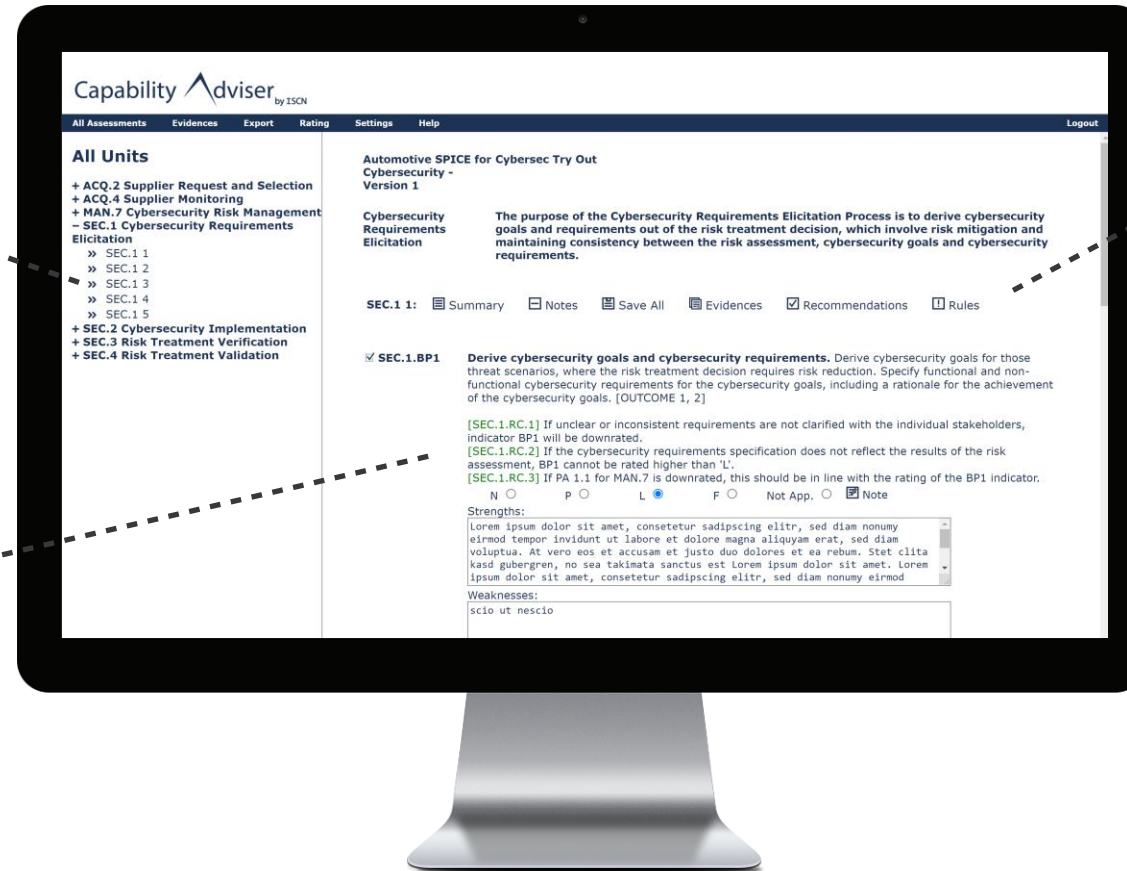 Capability Adviser by ISCN
All Assessments Evidences Export Rating Settings Help Logout
All Units
+ ACQ.2 Supplier Request and Selection
+ ACQ.4 Supplier Monitoring
+ MAN.7 Cybersecurity Risk Management
– SEC.1 Cybersecurity Requirements
Elicitation
» SEC.1 1
» SEC.1 2
» SEC.1 3
» SEC.1 4
» SEC.1 5
+ SEC.2 Cybersecurity Implementation
+ SEC.3 Risk Treatment Verification
+ SEC.4 Risk Treatment Validation
Automotive SPICE for Cybersec Try Out
Cybersecurity -
Version 1
Cybersecurity
Requirements
Elicitation
The purpose of the Cybersecurity Requirements Elicitation Process is to derive cybersecurity
goals and requirements out of the risk treatment decision, which involve risk mitigation and
maintaining consistency between the risk assessment, cybersecurity goals and cybersecurity
requirements.
SEC.1 1: Summary Notes Save All Evidences Recommendations Rules
SEC.1.BP1 Derive cybersecurity goals and cybersecurity requirements. Derive cybersecurity goals for those
threat scenarios, where the risk treatment decision requires risk reduction. Specify functional and non-
functional cybersecurity requirements for the cybersecurity goals, including a rationale for the achievement
of the cybersecurity goals. [OUTCOME 1, 2]
[SEC.1.RC.1] If unclear or inconsistent requirements are not clarified with the individual stakeholders,
indicator BP1 will be downrated.
[SEC.1.RC.2] If the cybersecurity requirements specification does not reflect the results of the risk
assessment, BP1 cannot be rated higher than 'L'.
[SEC.1.RC.3] If PA 1.1 for MAN.7 is downrated, this should be in line with the rating of the BP1 indicator.
N P L F Not App. Note
Strengths:
Lorem ipsum dolor sit amet, consetetur sadipscing elitr, sed diam nonumy
eirmod tempor invidunt ut labore et dolore magna aliquyam erat, sed diam
voluptua. At vero eos et accusam et justo duo dolores et ea rebum. Stet clita
kasd gubergren, no sea takimata sanctus est Lorem ipsum dolor sit amet. Lorem
ipsum dolor sit amet, consetetur sadipscing elitr, sed diam nonumy eirmod
Weaknesses:
scio ut nescio